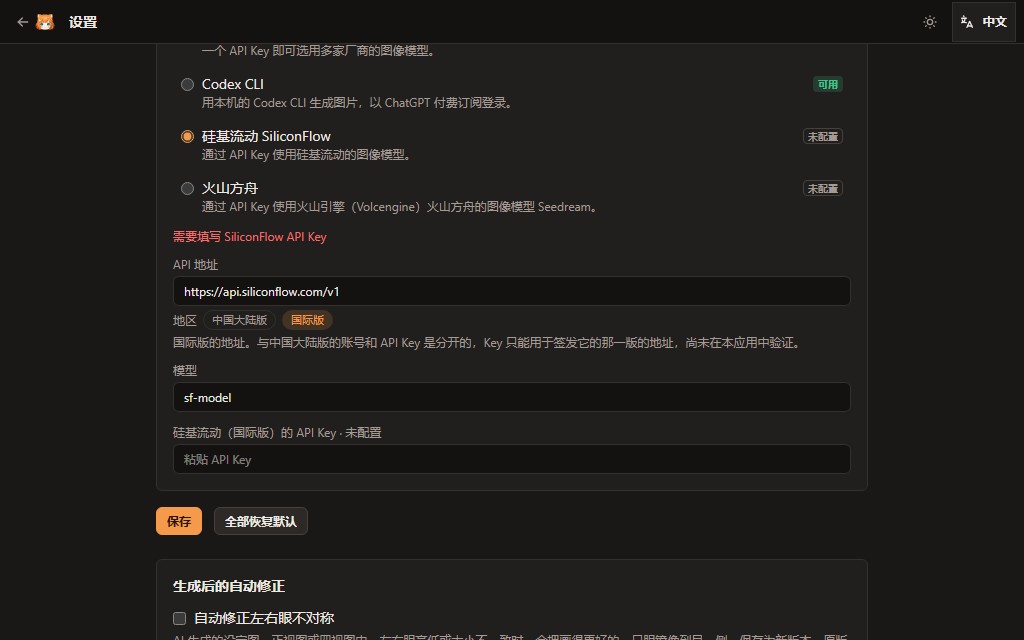 设置
中文
一个 API Key 即可选用多家厂商的图像模型。
Codex CLI
可用
用本机的 Codex CLI 生成图片，以 ChatGPT 付费订阅登录。
硅基流动 SiliconFlow
未配置
通过 API Key 使用硅基流动的图像模型。
火山方舟
未配置
通过 API Key 使用火山引擎（Volcengine）火山方舟的图像模型 Seedream。
需要填写 SiliconFlow API Key
API 地址
https://api.siliconflow.com/v1
地区 中国大陆版 国际版
国际版的地址。与中国大陆版的账号和 API Key 是分开的，Key 只能用于签发它的那一版的地址，尚未在本应用中验证。
模型
sf-model
硅基流动（国际版）的 API Key · 未配置
粘贴 API Key
保存 全部恢复默认
生成后的自动修正
自动修正左右眼不对称